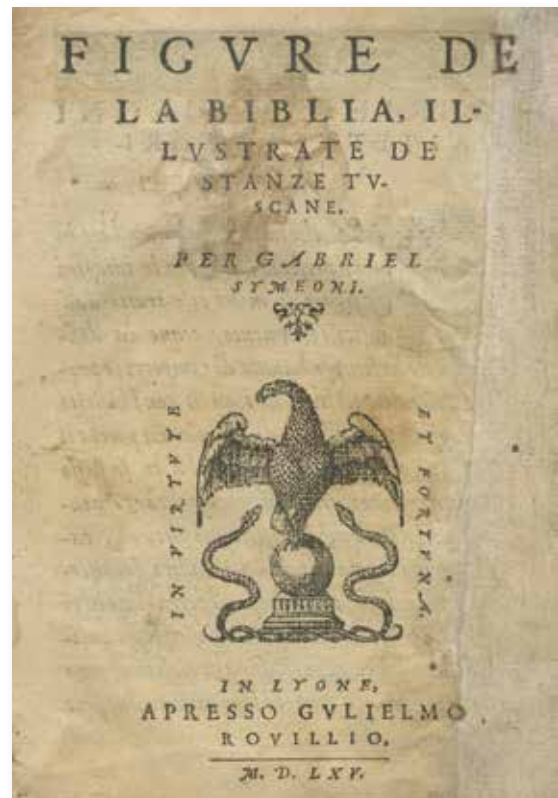 FIGVRE DE
LA BIBLIA, IL-
LVSTRATE DE
STANZE TV-
SCANE,
PER GABRIEL
SYMEONI.
IN VIRTVTE
ET FORTVNA.
IN LYONE,
APRESSO GVLIELMO
ROVILLIO,
M. D. LXV.